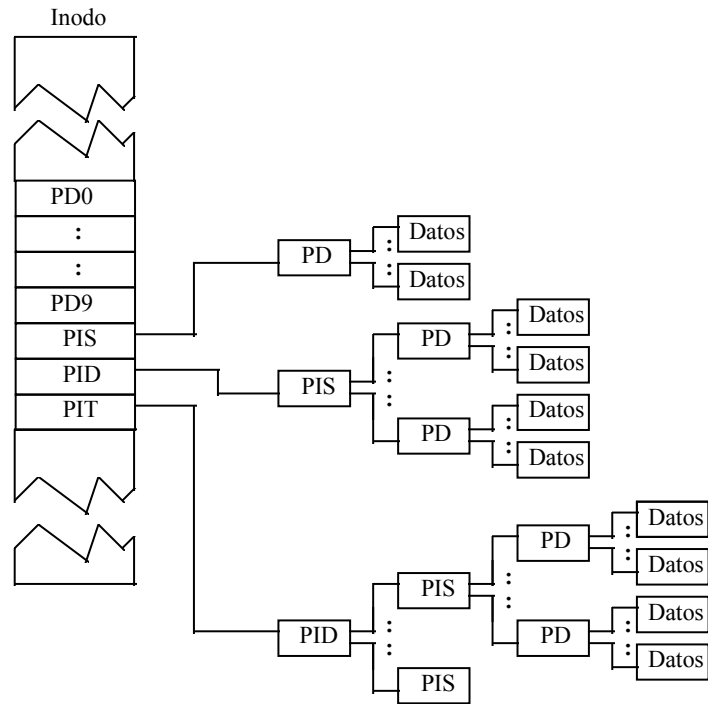 Inodo
PD0
:
:
PD9
PIS
PID
PIT
PD
Datos
:
Datos
PIS
PD
Datos
:
Datos
:
PD
Datos
:
Datos
PID
PIS
PD
Datos
:
Datos
:
PD
Datos
:
Datos
:
PIS